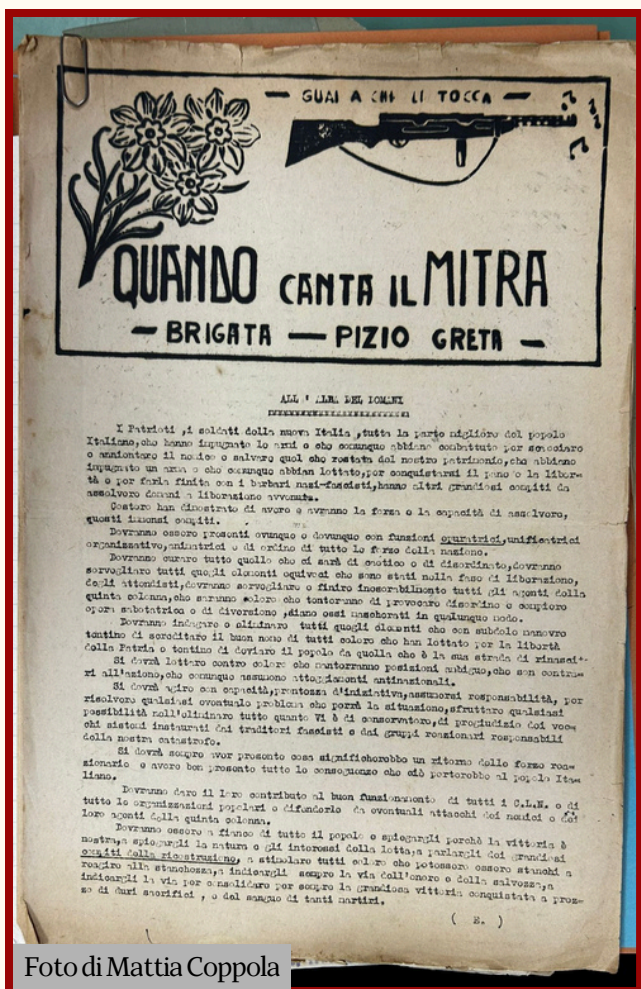 — GUAI A CHI LI TOCCA —
QUANDO CANTA IL MITRA
— BRIGATA — PIZIO GRETA —
ALL' ALBA DEL DOMANI
I Patrioti ,i soldati della nuova Italia ,tutta la parte migliore del popolo
Italiano,che hanno impugnato le armi o che comunque abbiano combattuto per scacciare
o annientare il nemico e salvare quel che restata del nostro patrimonio,che abbiano
impugnato un arma o che comunque abbian lottato,per conquistarsi il pane o la liber-
tà o per farla finita con i barbari nazi-fascisti,hanno altri grandiosi compiti da
assolvere domani a liberazione avvenuta.
Costoro han dimostrato di avere e avranno la forza e la capacità di assolvere,
questi immensi compiti.
Dovranno essere presenti ovunque e dovunque con funzioni epuratrici,unificatrici
organizzative,animatrici e di ordine di tutte le forze della nazione.
Dovranno curare tutto quello che ci sarà di caotico e di disordinato,dovranno
sorvegliare tutti quegli elementi equivoci che sono stati nella fase di liberazione,
degli attendisti,dovranno sorvegliare e finire inesorabilmente tutti gli agenti della
quinta colonna,che saranno coloro che tenteranno di provocare disordine e compiere
opera sabotatrice e di diversione ,siano essi mascherati in qualunque modo.
Dovranno indagare e eliminare tutti quegli elementi che con subdole manovre
tentino di screditare il buon nome di tutti coloro che han lottato per la libertà
della Patria o tentino di deviare il popolo da quella che è la sua strada di rinasci-
Si dovrà lottare contro coloro che manterranno posizioni ambigue,che son contra-
ri all'azione,che comunque assumono atteggiamenti antinazionali.
Si dovrà agire con capacità,prontezza d'iniziativa,assumersi responsabilità, per
risolvere qualsiasi eventuale problema che porrà la situazione,sfruttare qualsiasi
possibilità nell'eliminare tutto quanto Vi è di conservatore,di pregiudizio dei vec-
chi sistemi instaurati dai traditori fascisti e dai gruppi reazionari responsabili
della nostra catastrofe.
Si dovrà sempre aver presente cosa significherebbe un ritorno delle forze rea-
zionarie e avere ben presente tutte le conseguenze che ciò porterebbe al popolo Ita-
liano.
Dovranno dare il loro contributo al buon funzionamento di tutti i C.L.N. e di
tutte le organizzazioni popolari e difenderle da eventuali attacchi dei nemici e dei
loro agenti della quinta colonna.
Dovranno essere a fianco di tutto il popolo e spiegargli perchè la vittoria è
nostra,a spiegargli la natura e gli interessi della lotta,a parlargli dei grandiosi
compiti della ricostruzione, a stimolare tutti coloro che potessero essere stanchi a
reagire alla stanchezza,a indicargli sempre la via dell'onore e della salvezza,a
indicargli la via per consolidare per sempre la grandiosa vittoria conquistata a prez-
zo di duri sacrifici , e del sangue di tanti martiri.
( E. )
Foto di Mattia Coppola